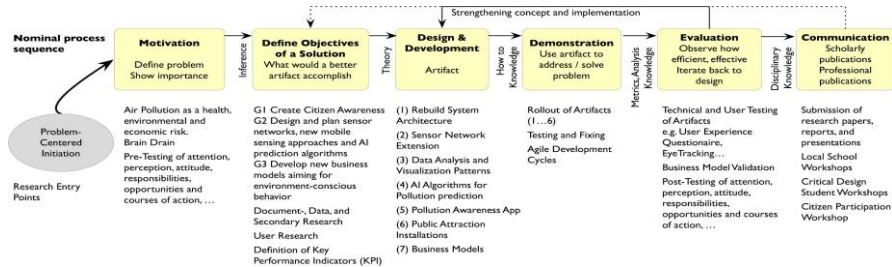 Strengthening concept and implementation
Nominal process
sequence
Motivation
Define problem
Show importance
Inference
Define Objectives
of a Solution
What would a better
artifact accomplish
Theory
Design &
Development
Artifact
How to
Knowledge
Demonstration
Use artifact to
address / solve
problem
Metrics, Analysis
Knowledge
Evaluation
Observe how
efficient, effective
Iterate back to
design
Disciplinary
Knowledge
Communication
Scholarly
publications
Professional
publications
Problem-
Centered
Initiation
Research Entry
Points
Air Pollution as a health,
environmental and
economic risk.
Brain Drain
Pre-Testing of attention,
perception, attitude,
responsibilities,
opportunities and
courses of action, …
G1 Create Citizen Awareness
G2 Design and plan sensor
networks, new mobile
sensing approaches and AI
prediction algorithms
G3 Develop new business
models aiming for
environment-conscious
behavior
Document-, Data, and
Secondary Research
User Research
Definition of Key
Performance Indicators (KPI)
(1) Rebuild System
Architecture
(2) Sensor Network
Extension
(3) Data Analysis and
Visualization Patterns
(4) AI Algorithms for
Pollution prediction
(5) Pollution Awareness App
(6) Public Attraction
Installations
(7) Business Models
Rollout of Artifacts
(1…6)
Testing and Fixing
Agile Development
Cycles
Technical and User Testing
of Artifacts
e.g. User Experience
Questionaire,
EyeTracking…
Business Model Validation
Post-Testing of attention,
perception, attitude,
responsibilities,
opportunities and courses
of action, …
Submission of
research papers,
reports, and
presentations
Local School
Workshops
Critical Design
Student Workshops
Citizen Participation
Workshop